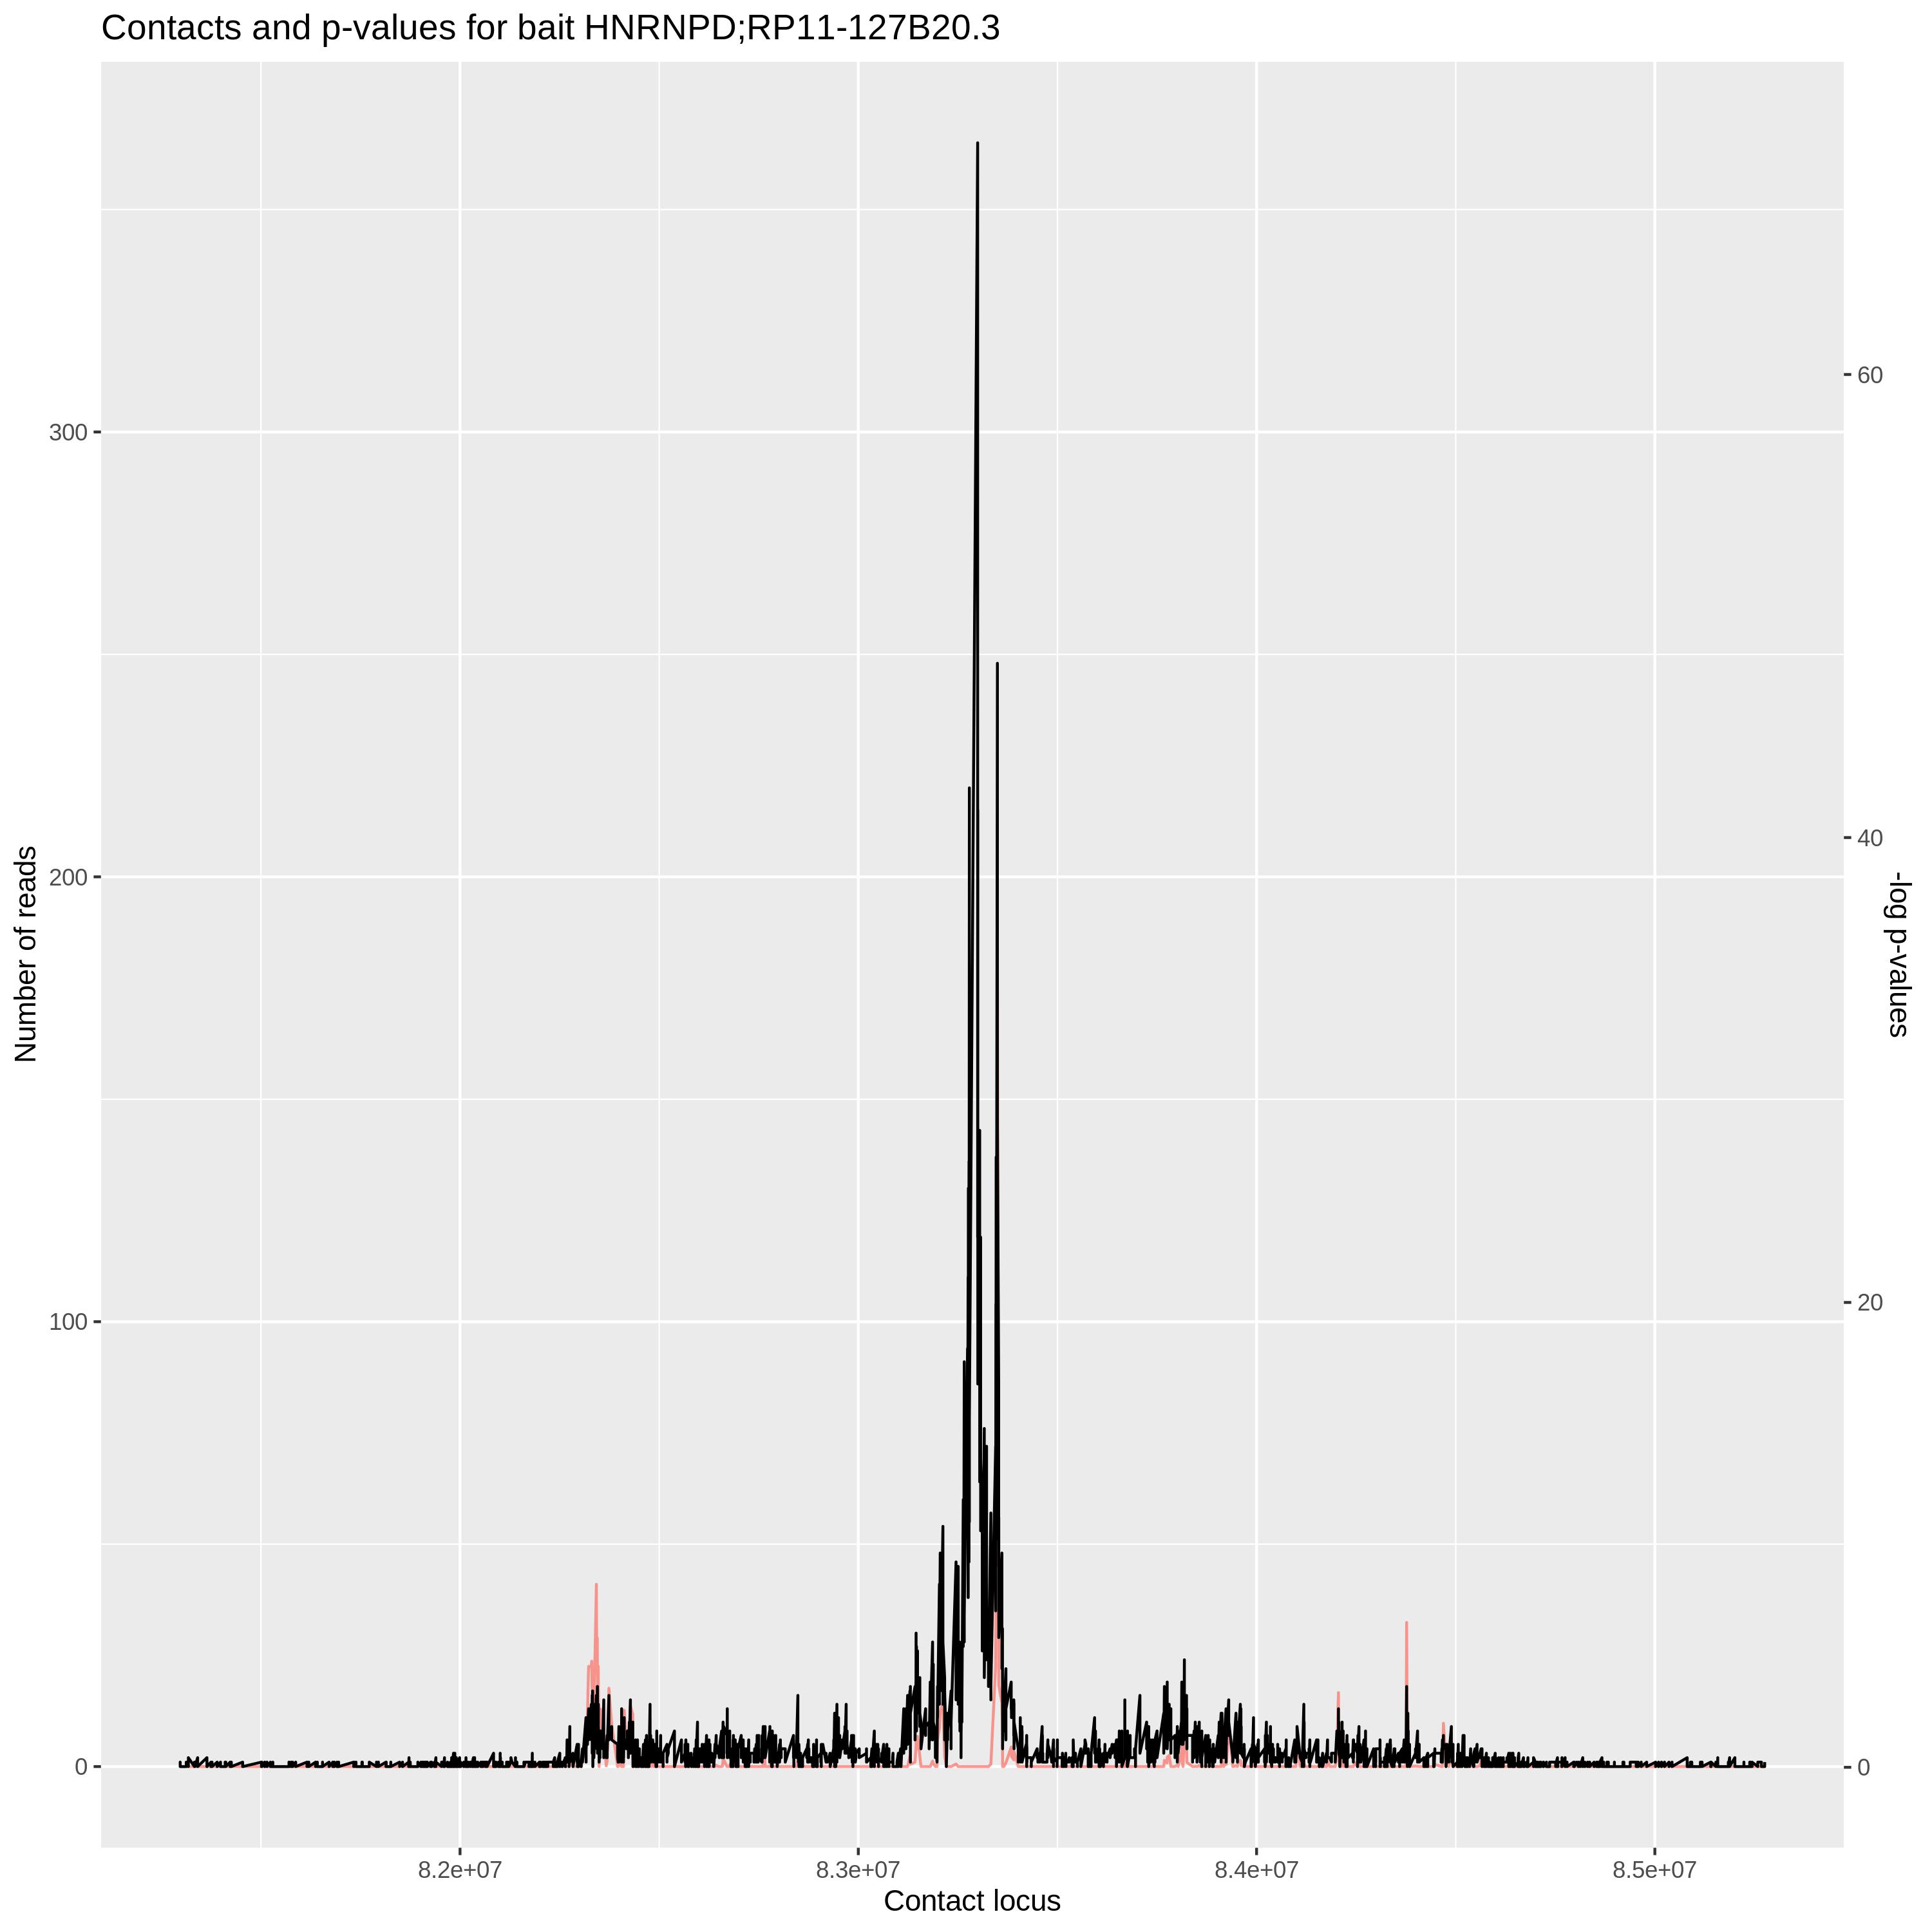 Contacts and p-values for bait HNRNPD;RP11-127B20.3
300
200
100
0
Number of reads
60
40
20
0
-log p-values
8.2e+07
8.3e+07
8.4e+07
8.5e+07
Contact locus